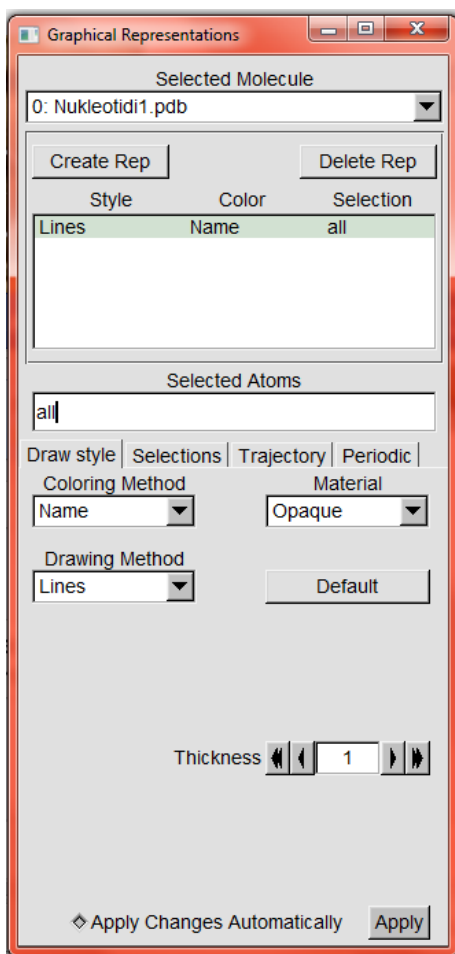 Graphical Representations
Selected Molecule
0: Nukleotidi1.pdb
Create Rep Delete Rep
Style Color Selection
Lines Name all
Selected Atoms
all
Draw style Selections Trajectory Periodic
Coloring Method Material
Name Opaque
Drawing Method
Lines Default
Thickness 1
Apply Changes Automatically Apply